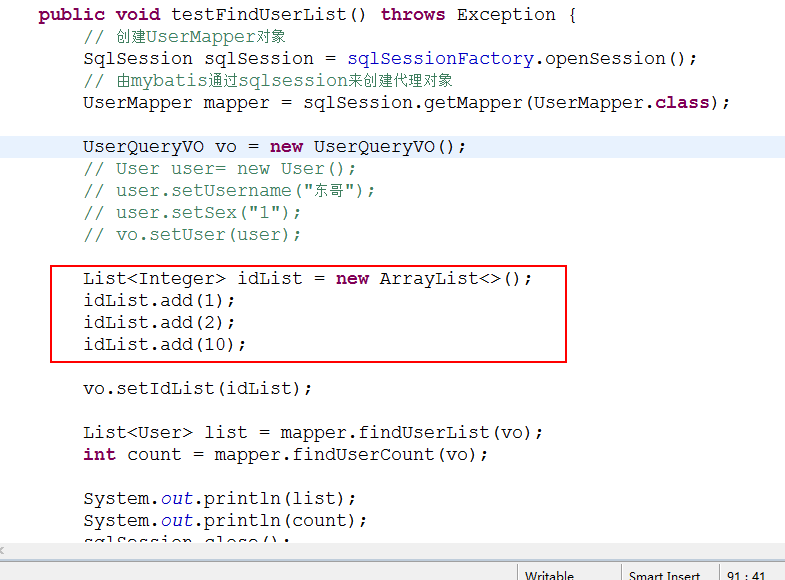 public void testFindUserList() throws Exception {
// 创建UserMapper对象
SqlSession sqlSession = sqlSessionFactory.openSession();
// 由mybatis通过sqlsession来创建代理对象
UserMapper mapper = sqlSession.getMapper(UserMapper.class);
UserQueryVO vo = new UserQueryVO();
// User user= new User();
// user.setUsername("东哥");
// user.setSex("1");
// vo.setUser(user);
List<Integer> idList = new ArrayList<>();
idList.add(1);
idList.add(2);
idList.add(10);
vo.setIdList(idList);
List<User> list = mapper.findUserList(vo);
int count = mapper.findUserCount(vo);
System.out.println(list);
System.out.println(count);
sqlSession.close();
Writable
Smart Insert
91 : 41